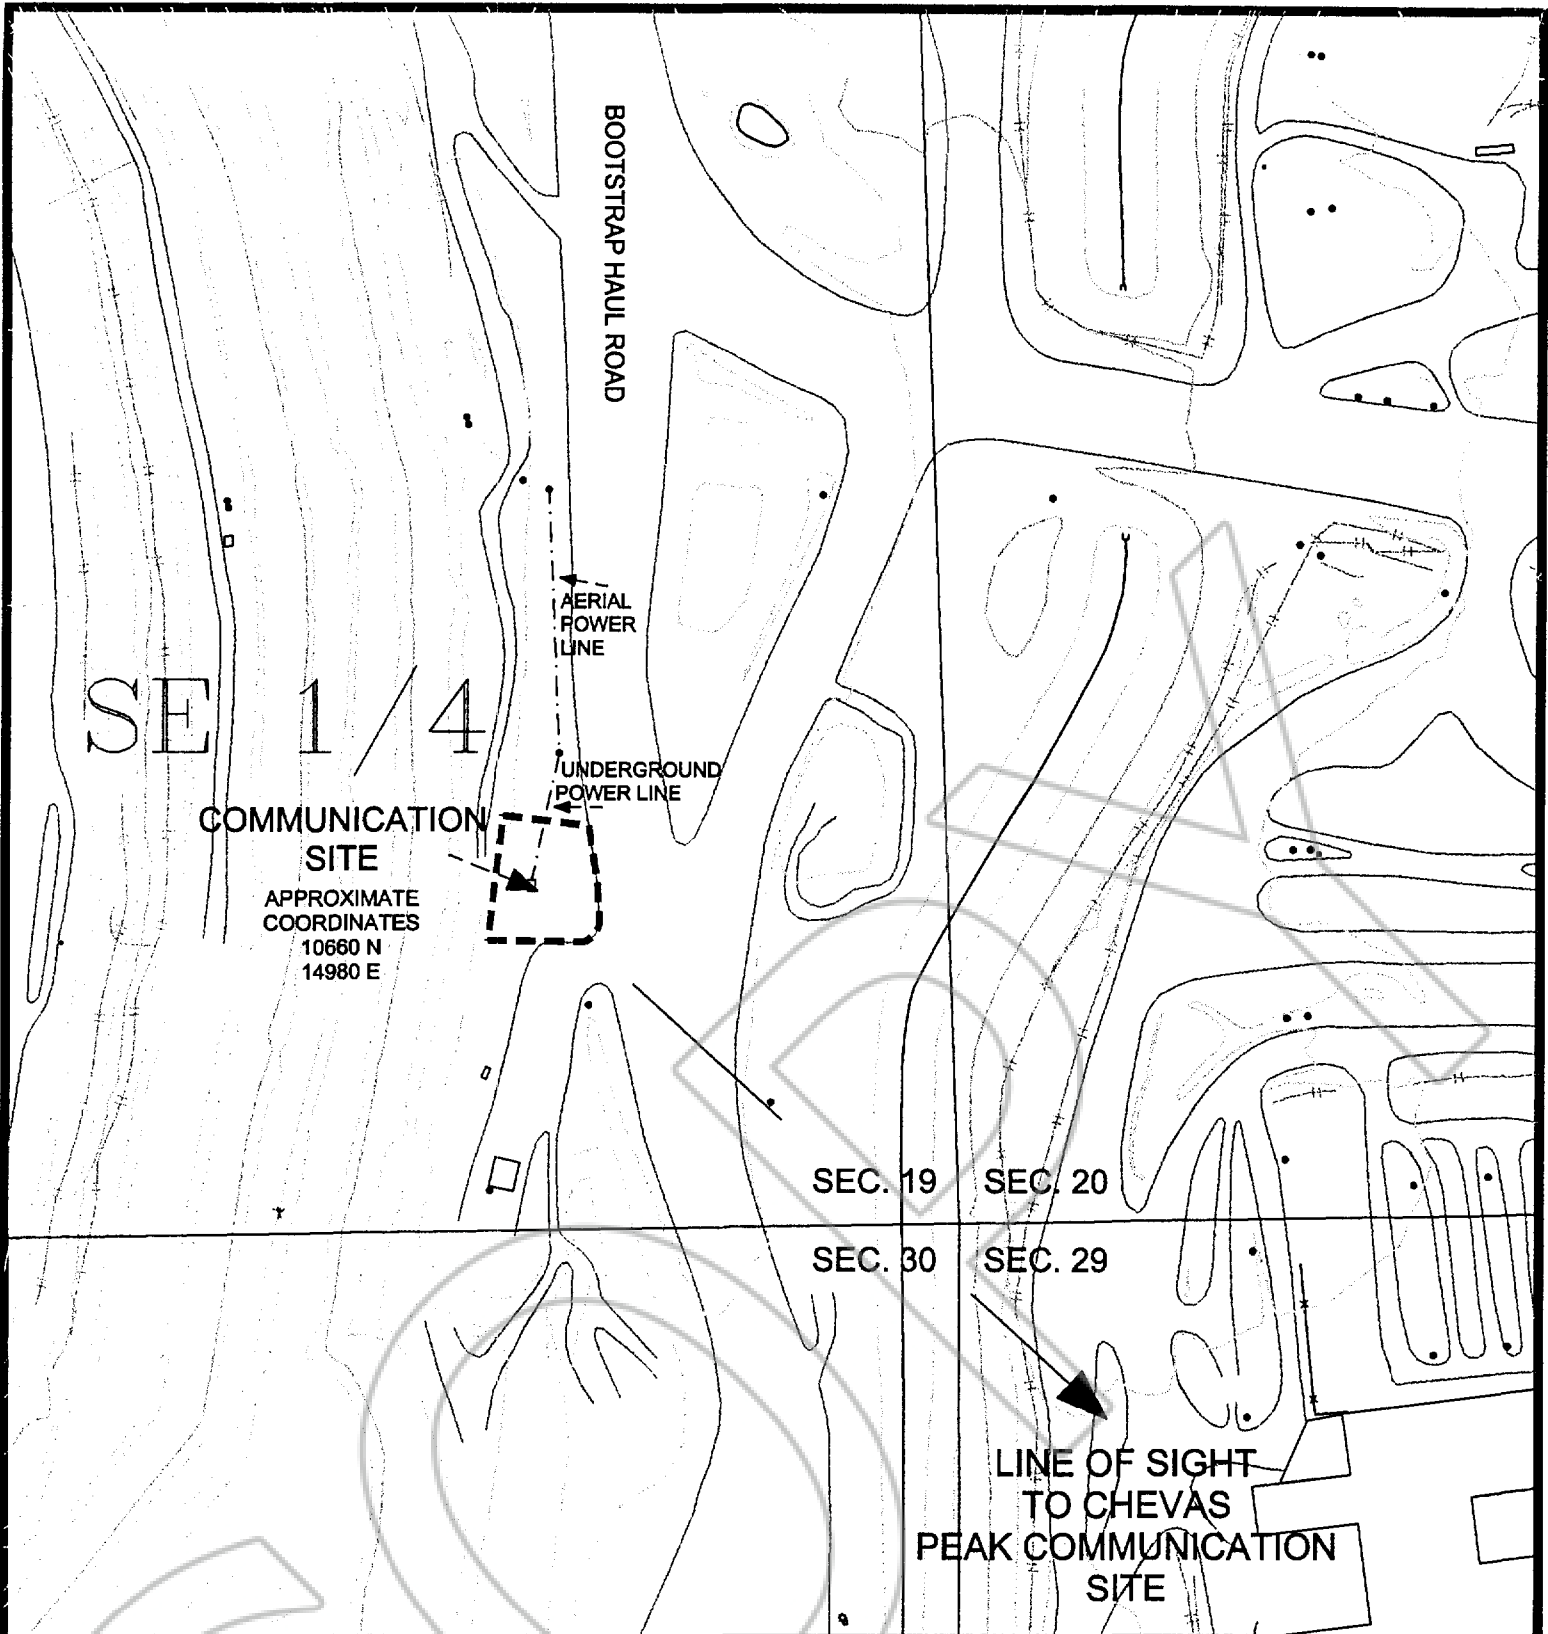 BOOTSTRAP HAUL ROAD
AERIAL
POWER
LINE
SE 1/4
UNDERGROUND
POWER LINE
COMMUNICATION
SITE
APPROXIMATE
COORDINATES
10660 N
14980 E
SEC. 19
SEC. 20
SEC. 30
SEC. 29
LINE OF SIGHT
TO CHEVAS
PEAK COMMUNICATION
SITE